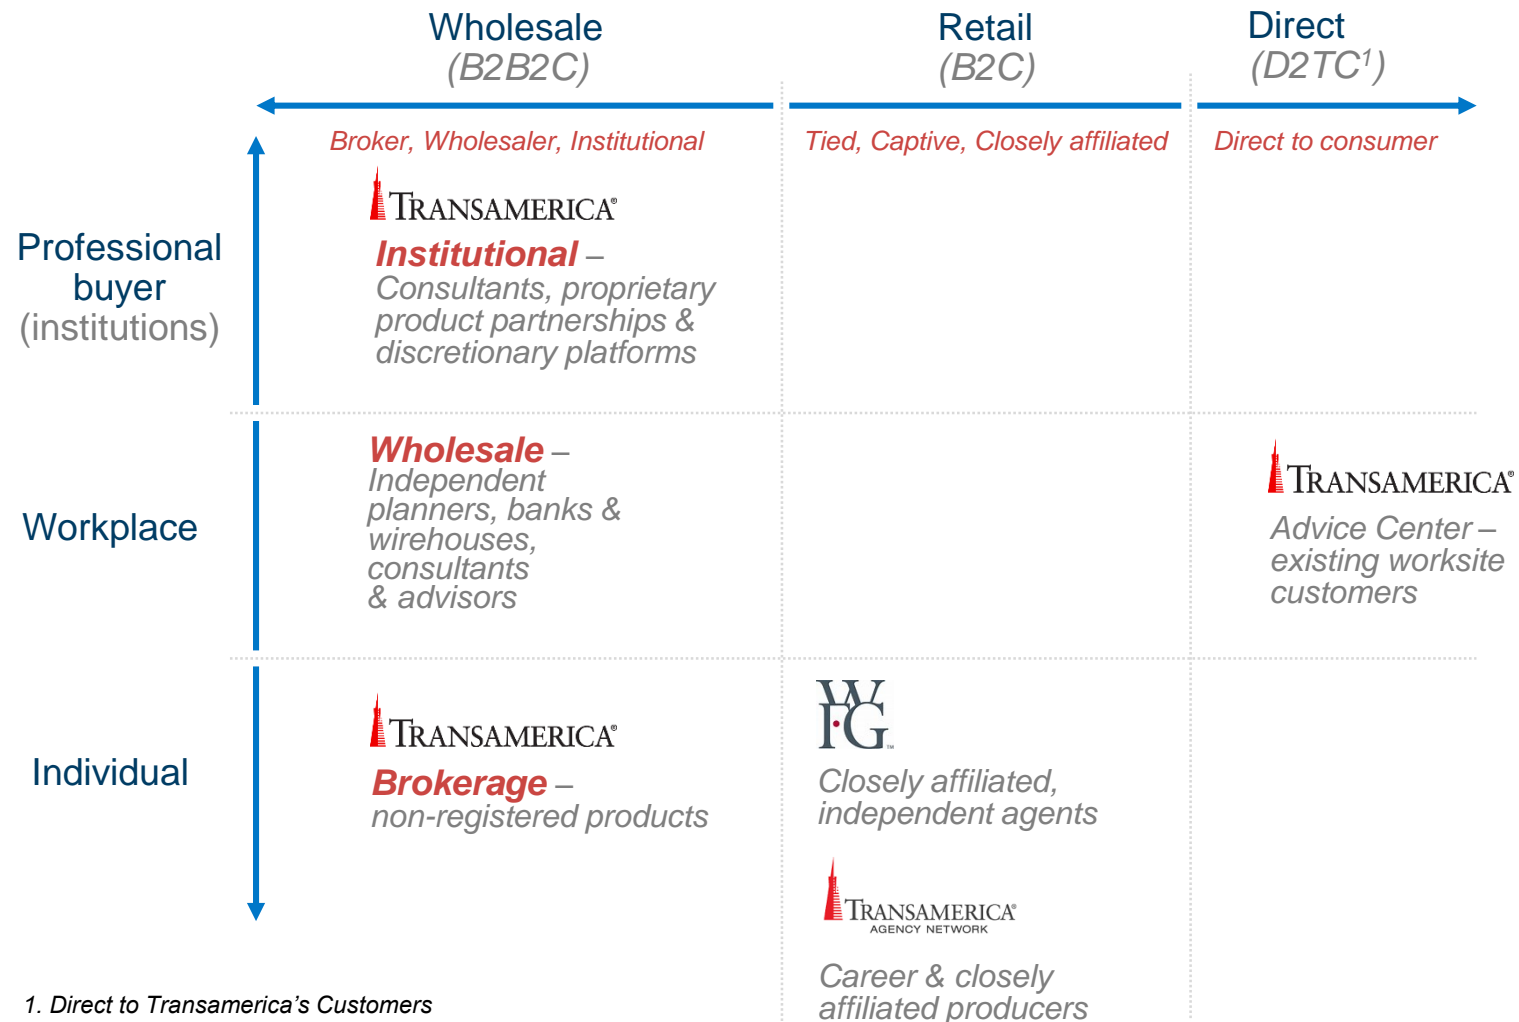 Wholesale
(B2B2C)
Retail
(B2C)
Direct
(D2TC¹)
Broker, Wholesaler, Institutional
Tied, Captive, Closely affiliated
Direct to consumer
Professional
buyer
(institutions)
TRANSAMERICA®
Institutional –
Consultants, proprietary
product partnerships &
discretionary platforms
Workplace
Wholesale –
Independent
planners, banks &
wirehouses,
consultants
& advisors
TRANSAMERICA®
Advice Center –
existing worksite
customers
Individual
TRANSAMERICA®
Brokerage –
non-registered products
WFG™
Closely affiliated,
independent agents
TRANSAMERICA®
AGENCY NETWORK
Career & closely
affiliated producers
1. Direct to Transamerica’s Customers